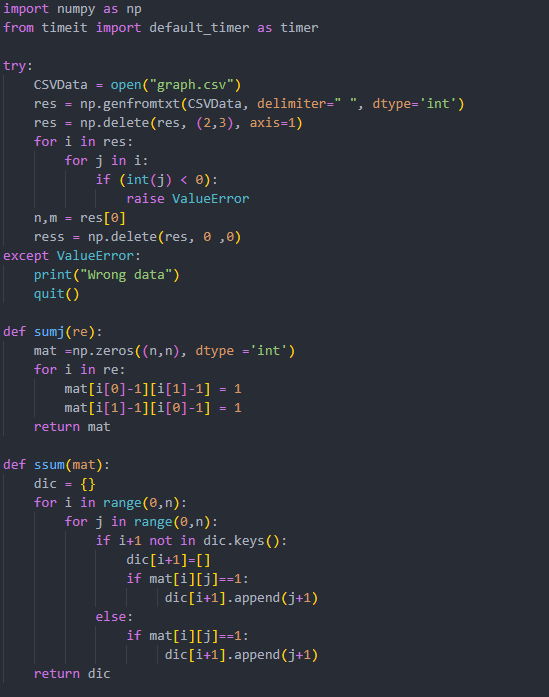 import numpy as np
from timeit import default_timer as timer

try:
    CSVData = open("graph.csv")
    res = np.genfromtxt(CSVData, delimiter=" ", dtype='int')
    res = np.delete(res, (2,3), axis=1)
    for i in res:
        for j in i:
            if (int(j) < 0):
                raise ValueError
    n,m = res[0]
    ress = np.delete(res, 0 ,0)
except ValueError:
    print("Wrong data")
    quit()

def sumj(re):
    mat =np.zeros((n,n), dtype ='int')
    for i in re:
        mat[i[0]-1][i[1]-1] = 1
        mat[i[1]-1][i[0]-1] = 1
    return mat

def ssum(mat):
    dic = {}
    for i in range(0,n):
        for j in range(0,n):
            if i+1 not in dic.keys():
                dic[i+1]=[]
                if mat[i][j]==1:
                    dic[i+1].append(j+1)
            else:
                if mat[i][j]==1:
                    dic[i+1].append(j+1)
    return dic